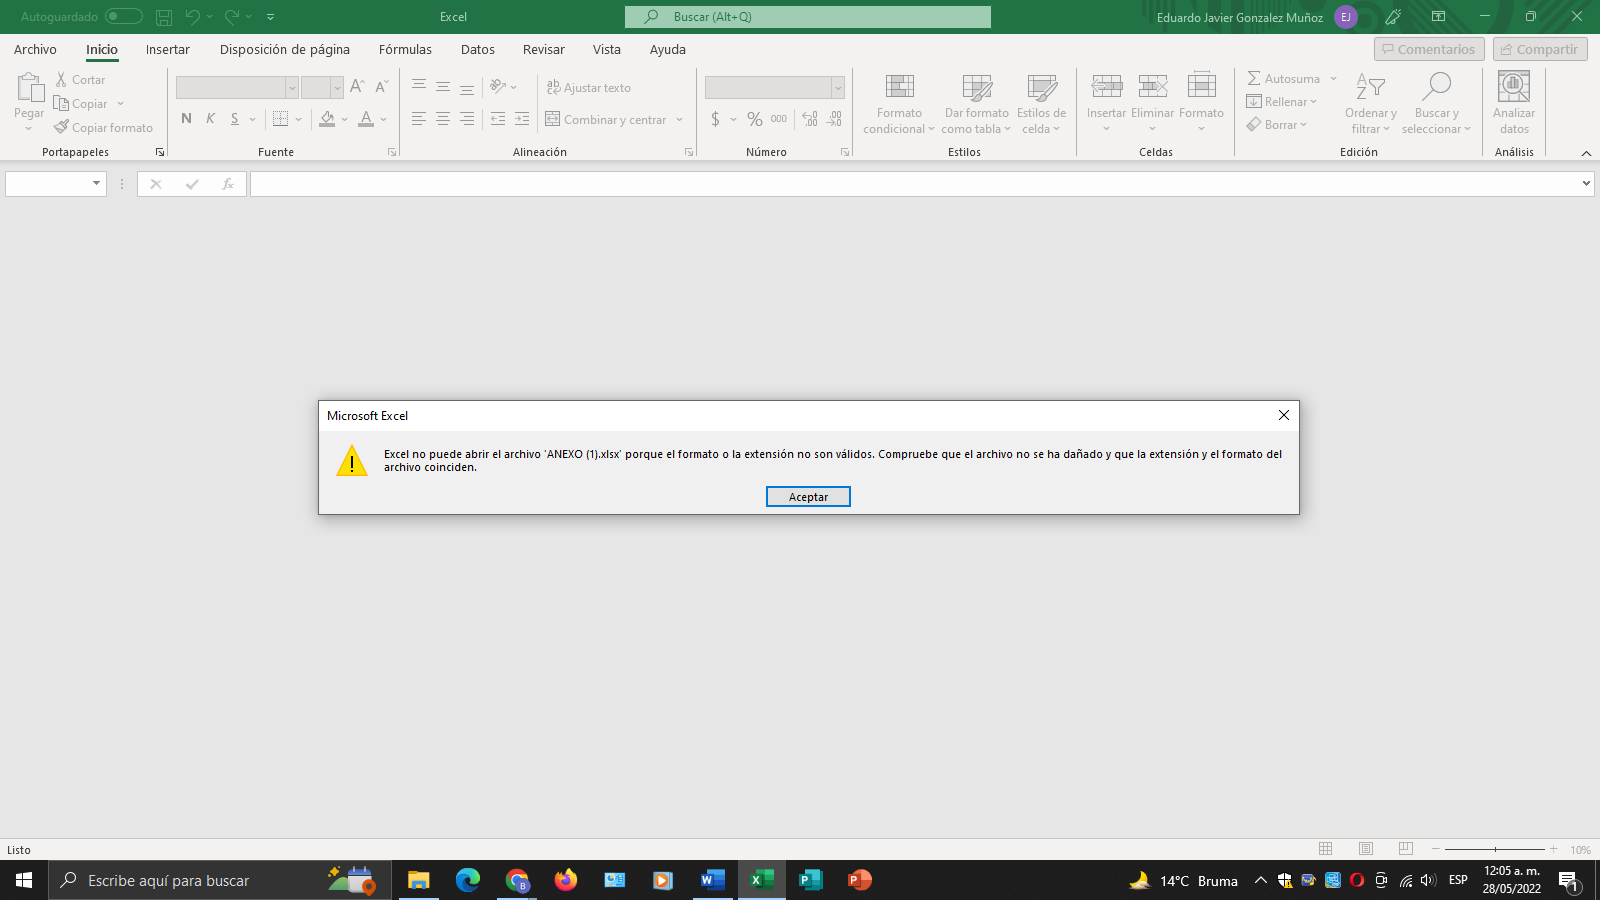 Autoguardado
Excel
Buscar (Alt+Q)
Eduardo Javier Gonzalez Muñoz
EJ
Archivo Inicio Insertar Disposición de página Fórmulas Datos Revisar Vista Ayuda
Comentarios
Compartir
Pegar
Cortar
Copiar
Copiar formato
Portapapeles
N K S
Fuente
Ajustar texto
Combinar y centrar
Alineación
$ % 000
Número
Formato condicional
Dar formato como tabla
Estilos de celda
Estilos
Insertar
Eliminar
Formato
Celdas
Autosuma
Rellenar
Borrar
Ordenar y filtrar
Buscar y seleccionar
Edición
Analizar datos
Análisis
fx
Microsoft Excel
Excel no puede abrir el archivo 'ANEXO (1).xlsx' porque el formato o la extensión no son válidos. Compruebe que el archivo no se ha dañado y que la extensión y el formato del
archivo coinciden.
Aceptar
Listo
10%
Escribe aquí para buscar
14°C Bruma
ESP
12:05 a. m.
28/05/2022
1